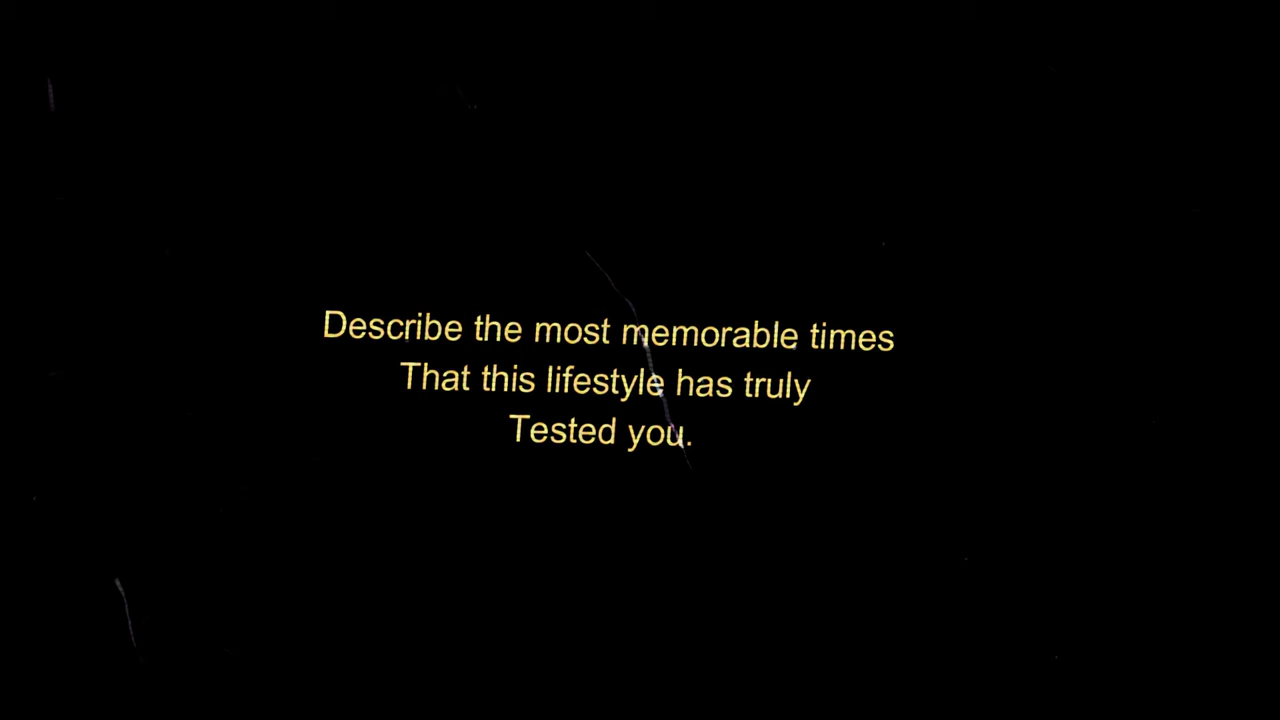 Describe the most memorable times
That this lifestyle has truly
Tested you.